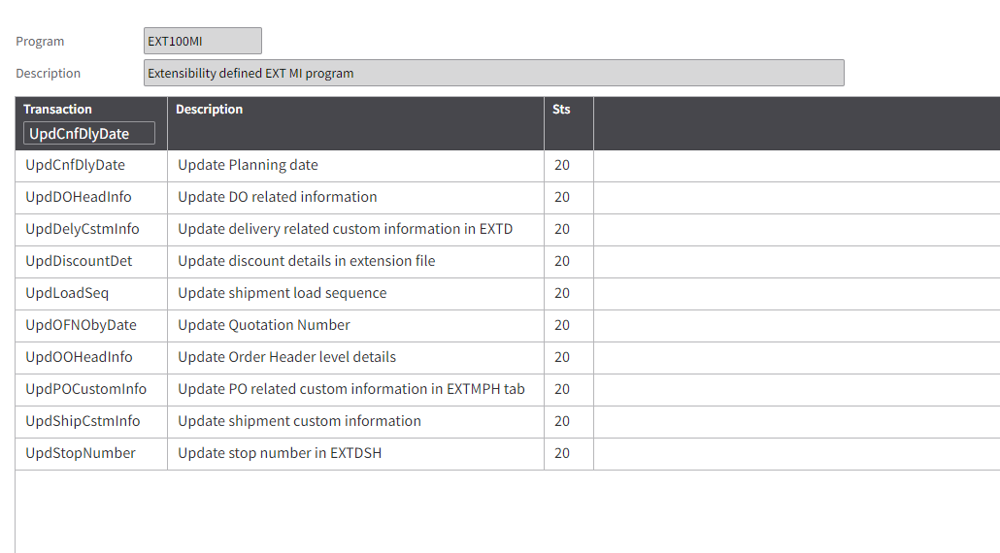 Program EXT100MI
Description Extensibility defined EXT MI program
Transaction Description Sts
UpdCnfDlyDate
UpdCnfDlyDate Update Planning date 20
UpdDOHeadInfo Update DO related information 20
UpdDelyCstmInfo Update delivery related custom information in EXTD 20
UpdDiscountDet Update discount details in extension file 20
UpdLoadSeq Update shipment load sequence 20
UpdOFNObyDate Update Quotation Number 20
UpdOOHeadInfo Update Order Header level details 20
UpdPOCustomInfo Update PO related custom information in EXTMPH tab 20
UpdShipCstmInfo Update shipment custom information 20
UpdStopNumber Update stop number in EXTDSH 20